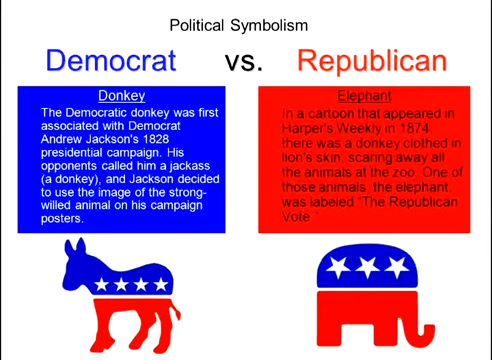 Political Symbolism
Democrat vs. Republican
Donkey
The Democratic donkey was first
associated with Democrat
Andrew Jackson's 1828
presidential campaign. His
opponents called him a jackass
(a donkey), and Jackson decided
to use the image of the strong-
willed animal on his campaign
posters.
Elephant
In a cartoon that appeared in
Harper's Weekly in 1874
there was a donkey clothed in
lion's skin, scaring away all
the animals at the zoo. One of
those animals, the elephant,
was labeled "The Republican
Vote"